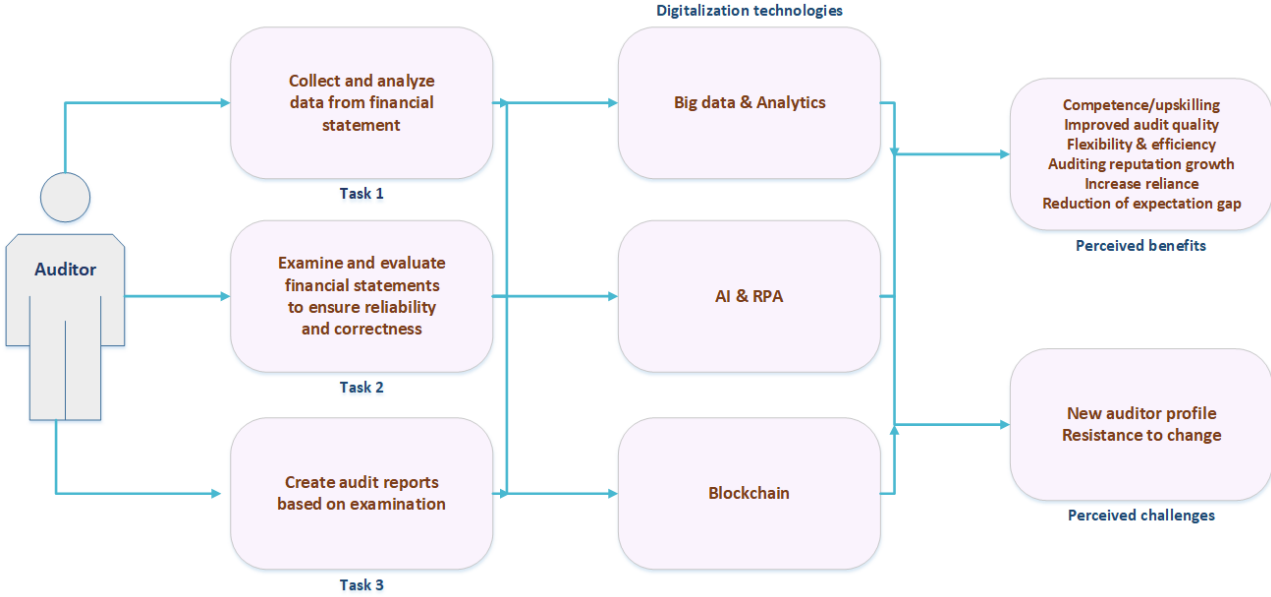 Digitalization technologies
Collect and analyze
data from financial
statement
Task 1
Big data & Analytics
Competence/upskilling
Improved audit quality
Flexibility & efficiency
Auditing reputation growth
Increase reliance
Reduction of expectation gap
Perceived benefits
Auditor
Examine and evaluate
financial statements
to ensure reliability
and correctness
Task 2
AI & RPA
Create audit reports
based on examination
Task 3
Blockchain
New auditor profile
Resistance to change
Perceived challenges